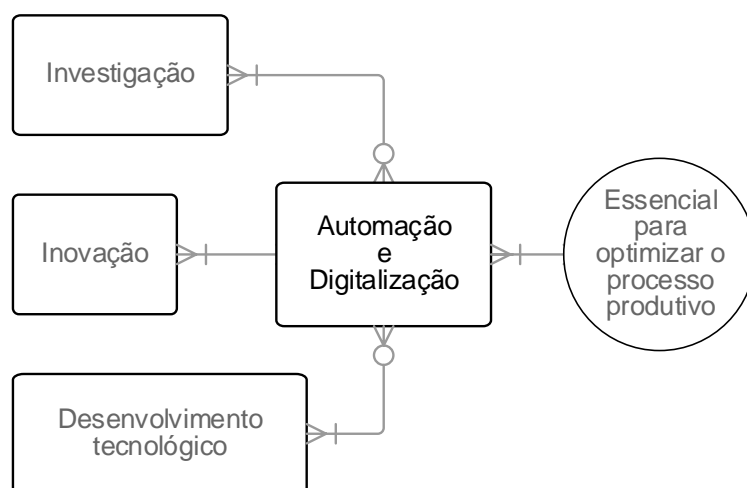 Investigação
Inovação
Automação
e
Digitalização
Essencial
para
optimizar o
processo
produtivo
Desenvolvimento
tecnológico